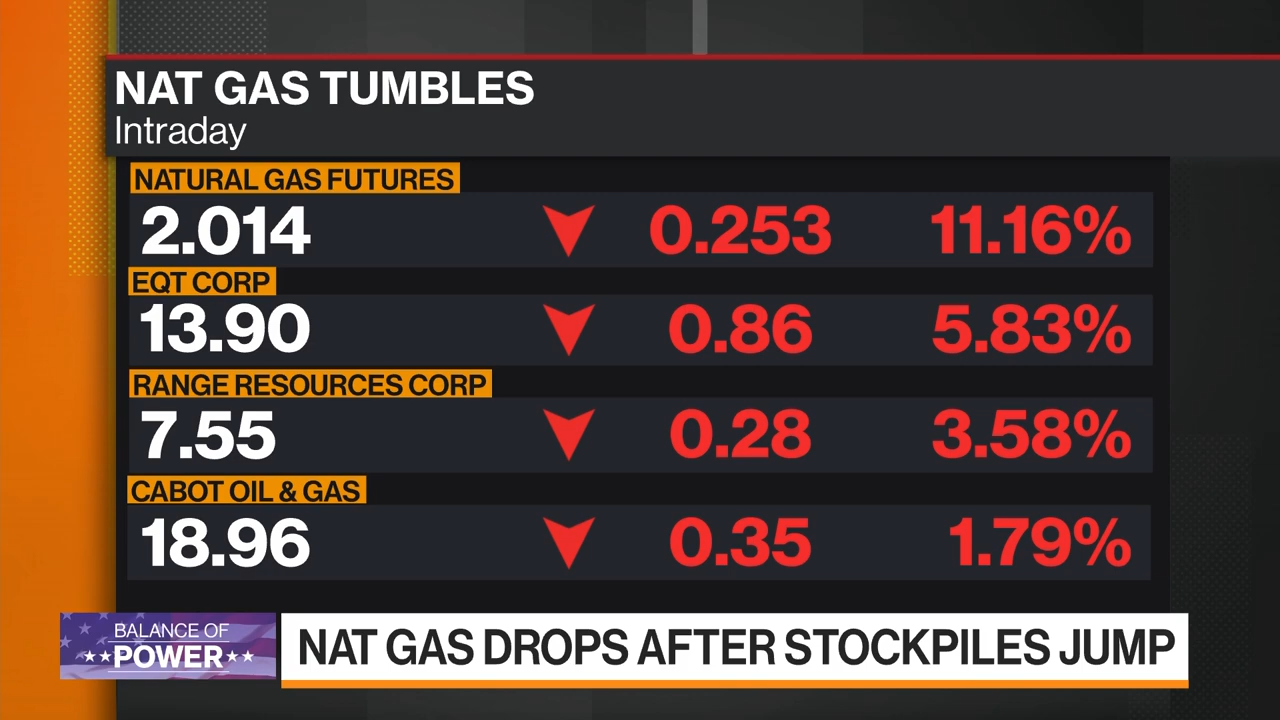 NAT GAS TUMBLES
Intraday
NATURAL GAS FUTURES
2.014 0.253 11.16%
EQT CORP
13.90 0.86 5.83%
RANGE RESOURCES CORP
7.55 0.28 3.58%
CABOT OIL & GAS
18.96 0.35 1.79%
BALANCE OF
POWER
NAT GAS DROPS AFTER STOCKPILES JUMP